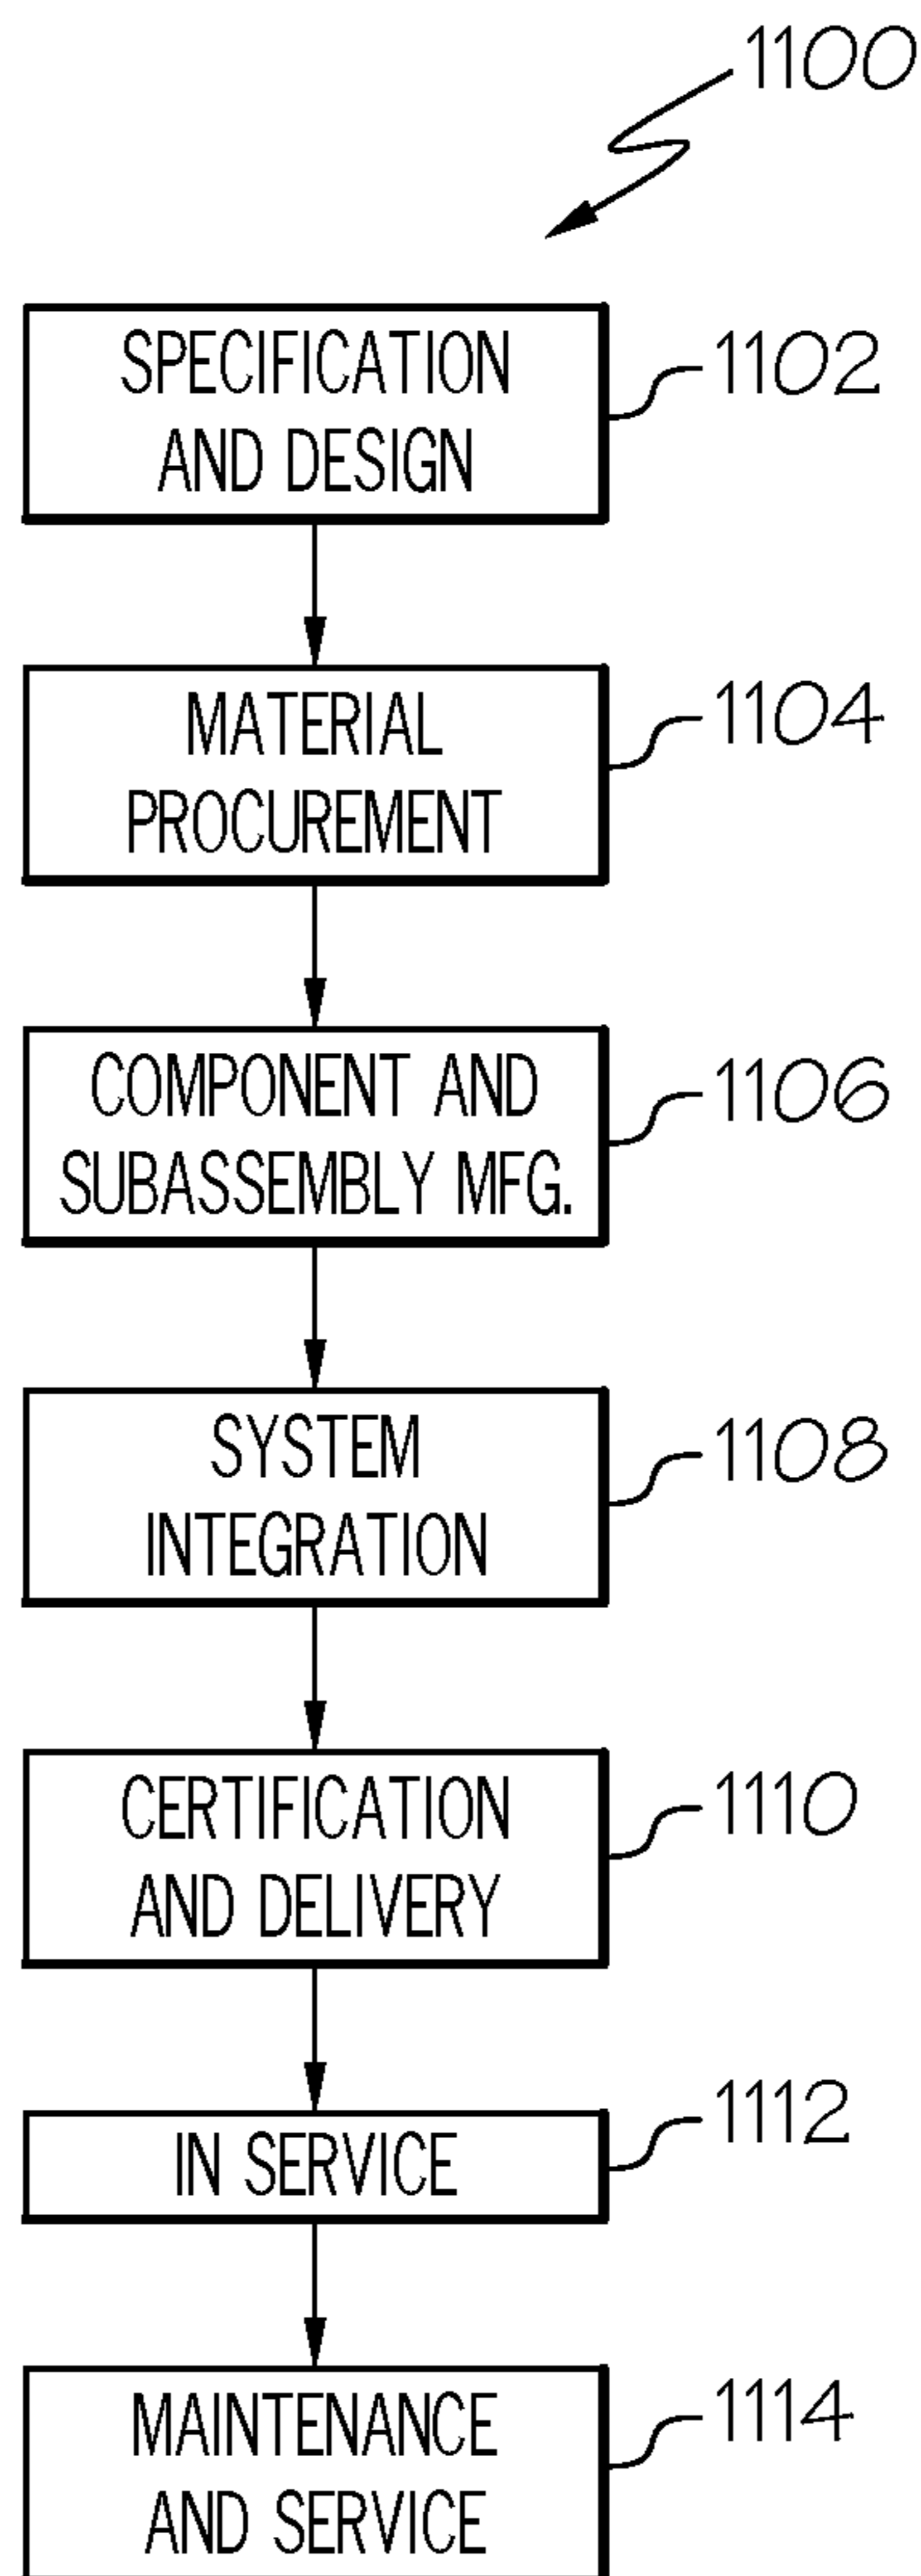 1100
SPECIFICATION
AND DESIGN
1102
MATERIAL
PROCUREMENT
1104
COMPONENT AND
SUBASSEMBLY MFG.
1106
SYSTEM
INTEGRATION
1108
CERTIFICATION
AND DELIVERY
1110
IN SERVICE
1112
MAINTENANCE
AND SERVICE
1114